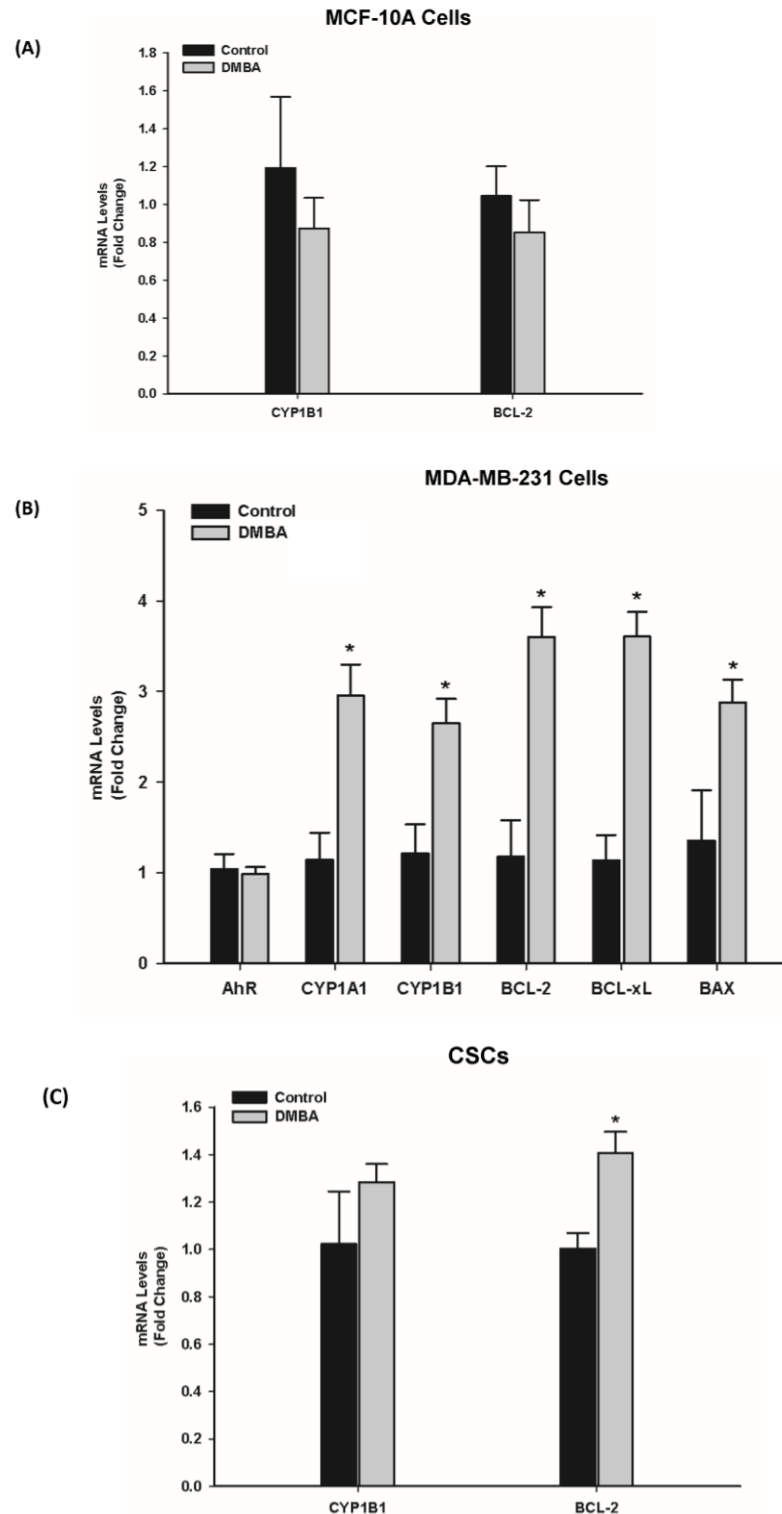 MCF-10A Cells
(A)
Control
DMBA
1.8
1.6
1.4
1.2
1.0
0.8
0.6
0.4
0.2
0.0
mRNA Levels
(Fold Change)
CYP1B1 BCL-2
MDA-MB-231 Cells
(B)
Control
DMBA
5
4
3
2
1
0
mRNA Levels
(Fold Change)
* * * * *
AhR CYP1A1 CYP1B1 BCL-2 BCL-xL BAX
CSCs
(C)
Control
DMBA
1.6
1.4
1.2
1.0
0.8
0.6
0.4
0.2
0.0
mRNA Levels
(Fold Change)
*
CYP1B1 BCL-2